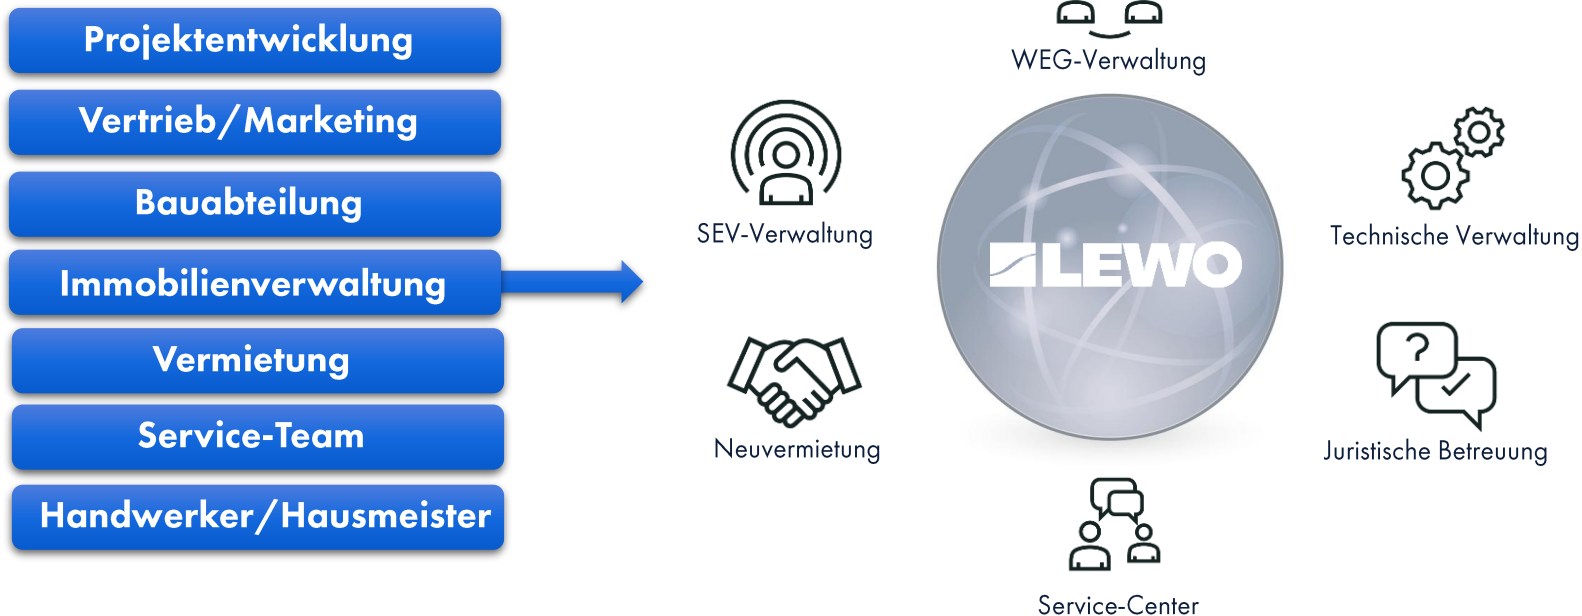 Projektentwicklung
Vertrieb/Marketing
Bauabteilung
Immobilienverwaltung
Vermietung
Service-Team
Handwerker/Hausmeister
WEG-Verwaltung
SEV-Verwaltung
Technische Verwaltung
LEWO
Neuvermietung
Juristische Betreuung
Service-Center